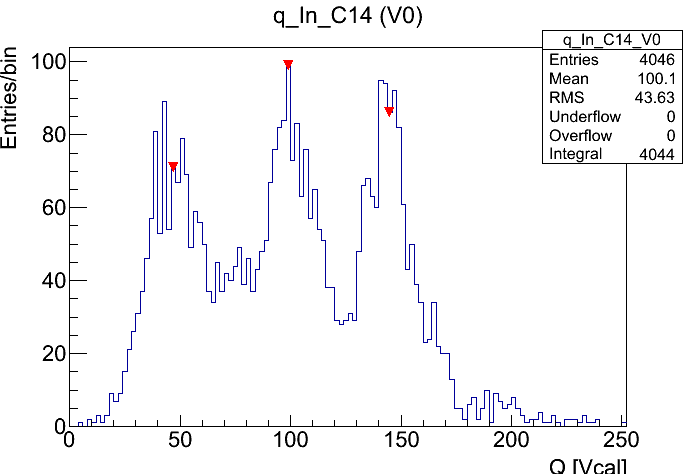 q_In_C14 (V0)
q_In_C14_V0
Entries 4046
Mean 100.1
RMS 43.63
Underflow 0
Overflow 0
Integral 4044
Entries/bin
100
80
60
40
20
0
0 50 100 150 200 250
Q [Vcal]